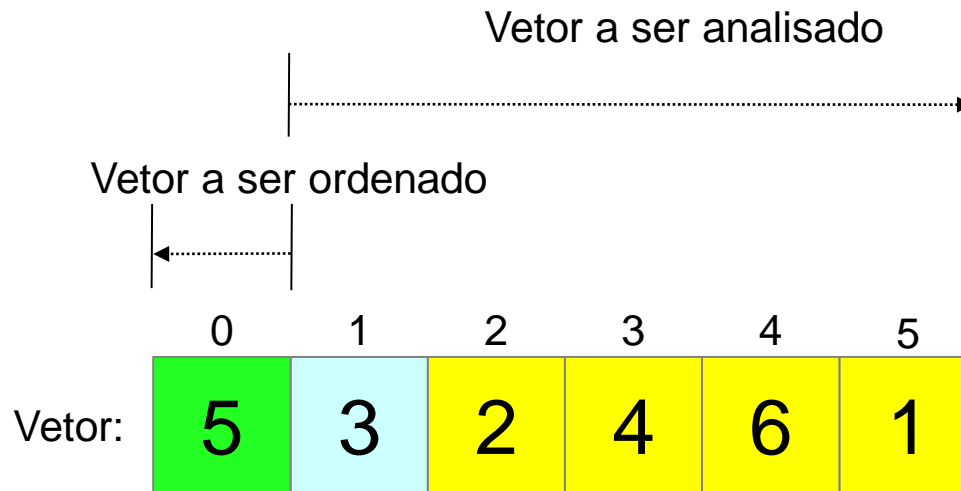 Vetor a ser analisado
Vetor a ser ordenado
0 1 2 3 4 5
Vetor: 5 3 2 4 6 1